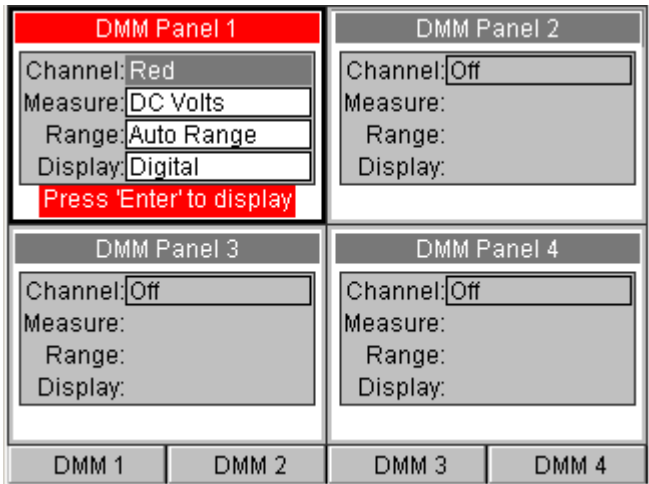 DMM Panel 1
Channel: Red
Measure: DC Volts
Range: Auto Range
Display: Digital
Press 'Enter' to display
DMM Panel 2
Channel: Off
Measure:
Range:
Display:
DMM Panel 3
Channel: Off
Measure:
Range:
Display:
DMM Panel 4
Channel: Off
Measure:
Range:
Display:
DMM 1
DMM 2
DMM 3
DMM 4